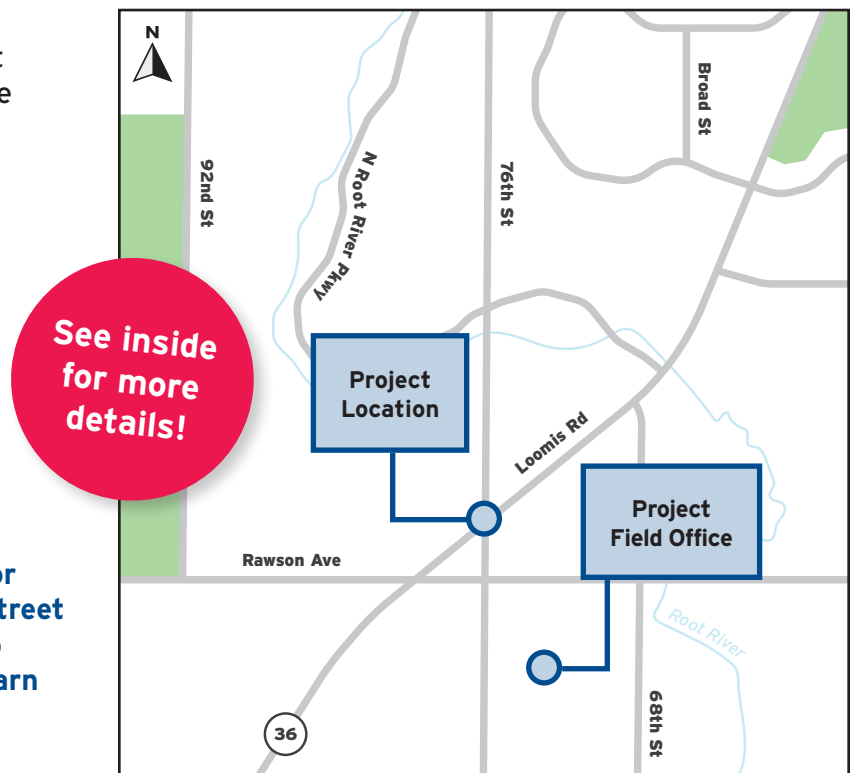 t
e
N
92nd St
N Root River Pkwy
76th St
Broad St
See inside
for more
details!
Project
Location
Loomis Rd
Project
Field Office
Rawson Ave
or
treet
arn
Root River
68th St
36